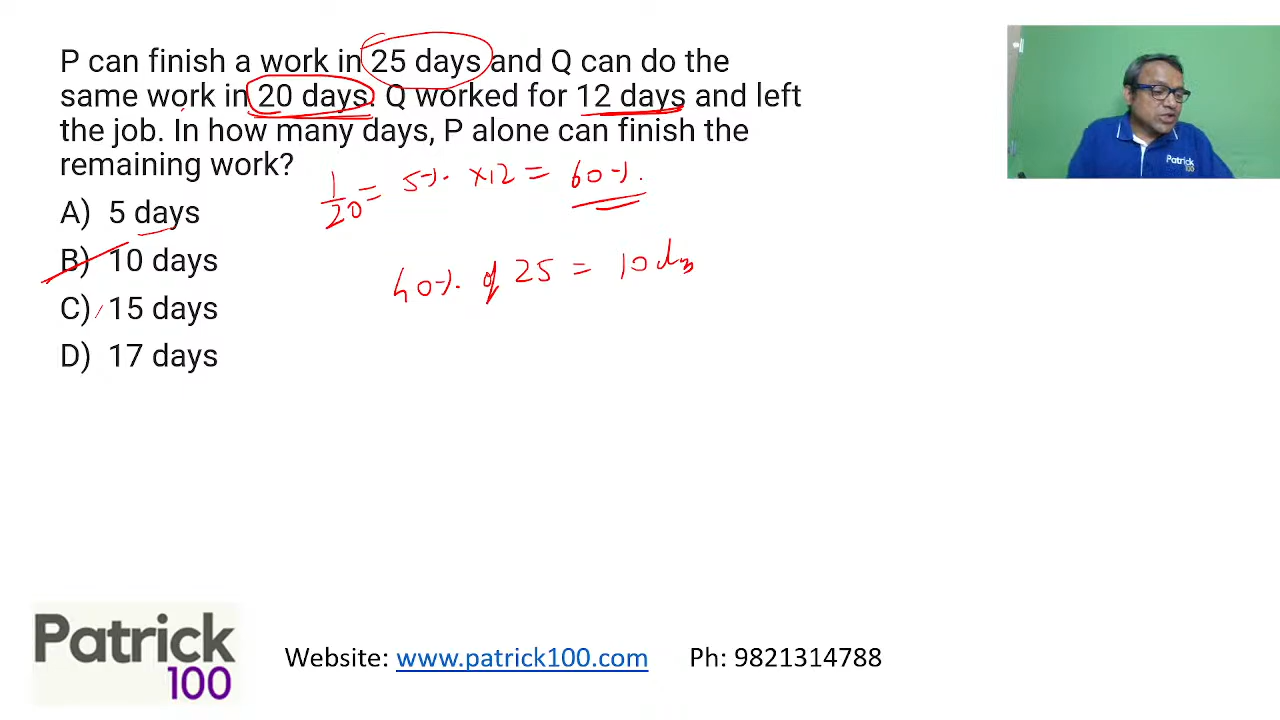 P can finish a work in 25 days and Q can do the
same work in 20 days. Q worked for 12 days and left
the job. In how many days, P alone can finish the
remaining work?
1/20 = 5% ×12 = 60%.
A) 5 days
B) 10 days
40% of 25 = 10 days
C) 15 days
D) 17 days
Patrick
100
Patrick
100
Website: www.patrick100.com Ph: 9821314788